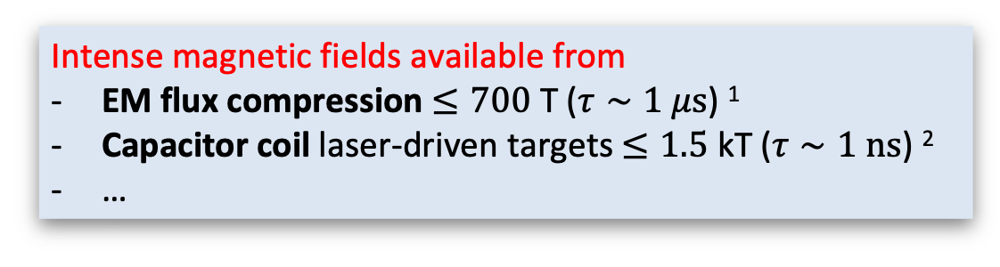 Intense magnetic fields available from
- EM flux compression ≤ 700 T (τ ~ 1 μs) ¹
- Capacitor coil laser-driven targets ≤ 1.5 kT (τ ~ 1 ns) ²
- ...